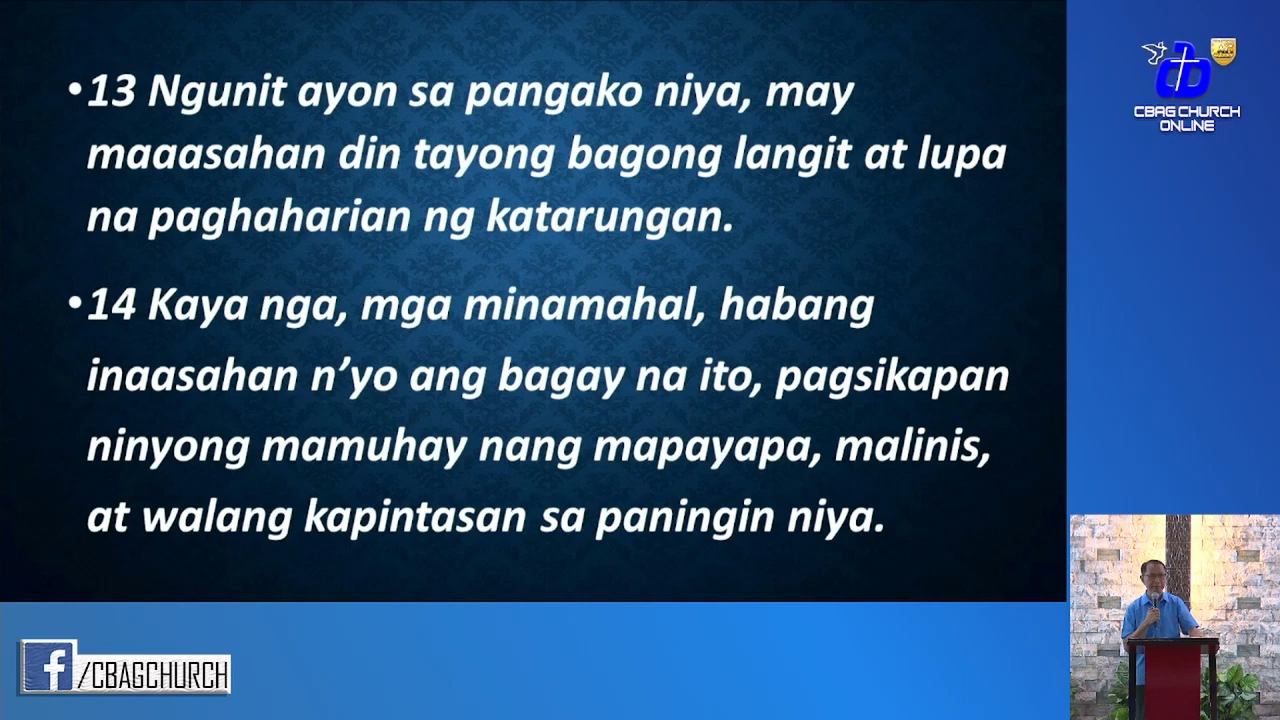 •13 Ngunit ayon sa pangako niya, may
maaasahan din tayong bagong langit at lupa
na paghaharian ng katarungan.
•14 Kaya nga, mga minamahal, habang
inaasahan n’yo ang bagay na ito, pagsikapan
ninyong mamuhay nang mapayapa, malinis,
at walang kapintasan sa paningin niya.
CBAG CHURCH
ONLINE
f/CBAGCHURCH